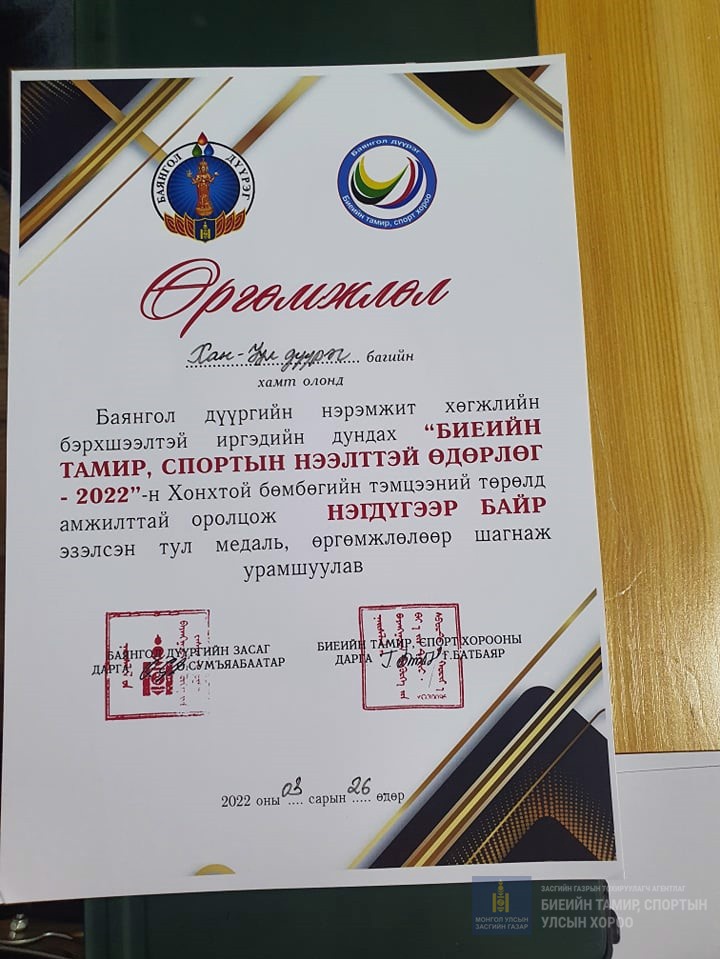 БАЯНГОЛ ДҮҮРЭГ
Баянгол дүүрэг
Биеийн тамир, спорт хороо
Өргөмжлөл
Хан-Уул дүүрэг багийн
хамт олонд
Баянгол дүүргийн нэрэмжит хөгжлийн
бэрхшээлтэй иргэдийн дундах “БИЕИЙН
ТАМИР, СПОРТЫН НЭЭЛТТЭЙ ӨДӨРЛӨГ
- 2022”-н Хонхтой бөмбөгийн тэмцээний төрөлд
амжилттай оролцож НЭГДҮГЭЭР БАЙР
эзэлсэн тул медаль, өргөмжлөлөөр шагнаж
урамшуулав
БАЯНГОЛ ДҮҮРГИЙН ЗАСАГ
ДАРГА С.СУМЪЯАБААТАР
БИЕИЙН ТАМИР, СПОРТ ХОРООНЫ
ДАРГА Г.БАТБАЯР
2022 оны 03 сарын 26 өдөр
МОНГОЛ УЛСЫН
ЗАСГИЙН ГАЗАР
ЗАСГИЙН ГАЗРЫН ТОХИРУУЛАГЧ АГЕНТЛАГ
БИЕИЙН ТАМИР, СПОРТЫН
УЛСЫН ХОРОО